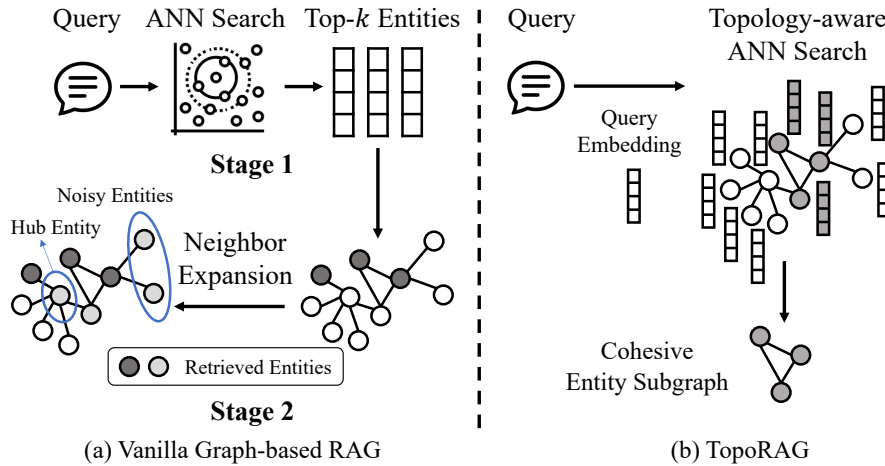 Query
ANN Search
Top-k Entities
Stage 1
Noisy Entities
Hub Entity
Neighbor
Expansion
Retrieved Entities
Stage 2
(a) Vanilla Graph-based RAG
Query
Topology-aware
ANN Search
Query
Embedding
Cohesive
Entity Subgraph
(b) TopoRAG